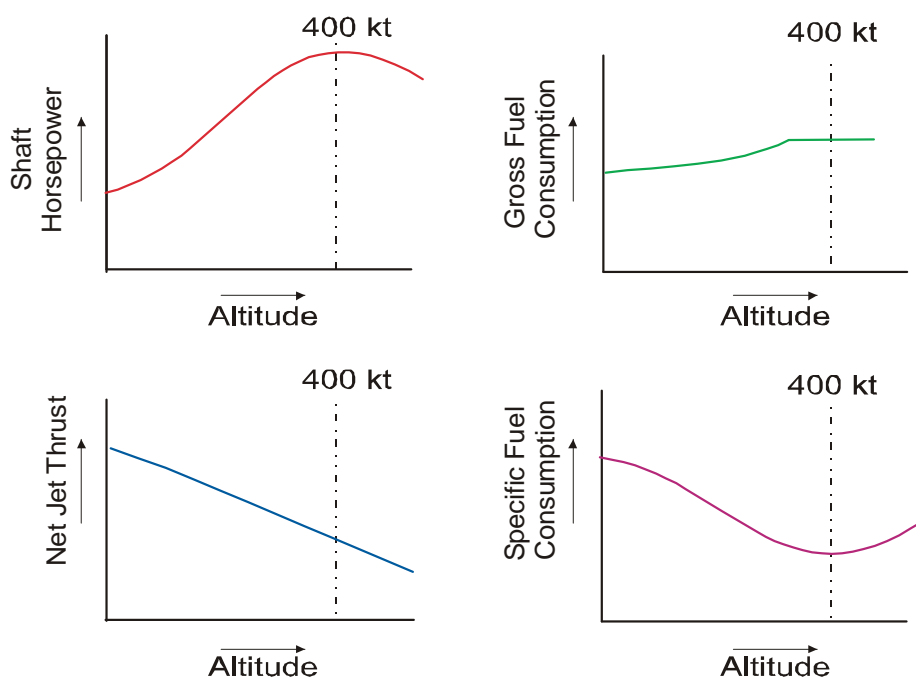 400 kt
Shaft
Horsepower
Altitude
400 kt
Gross Fuel
Consumption
Altitude
400 kt
Net Jet Thrust
Altitude
400 kt
Specific Fuel
Consumption
Altitude